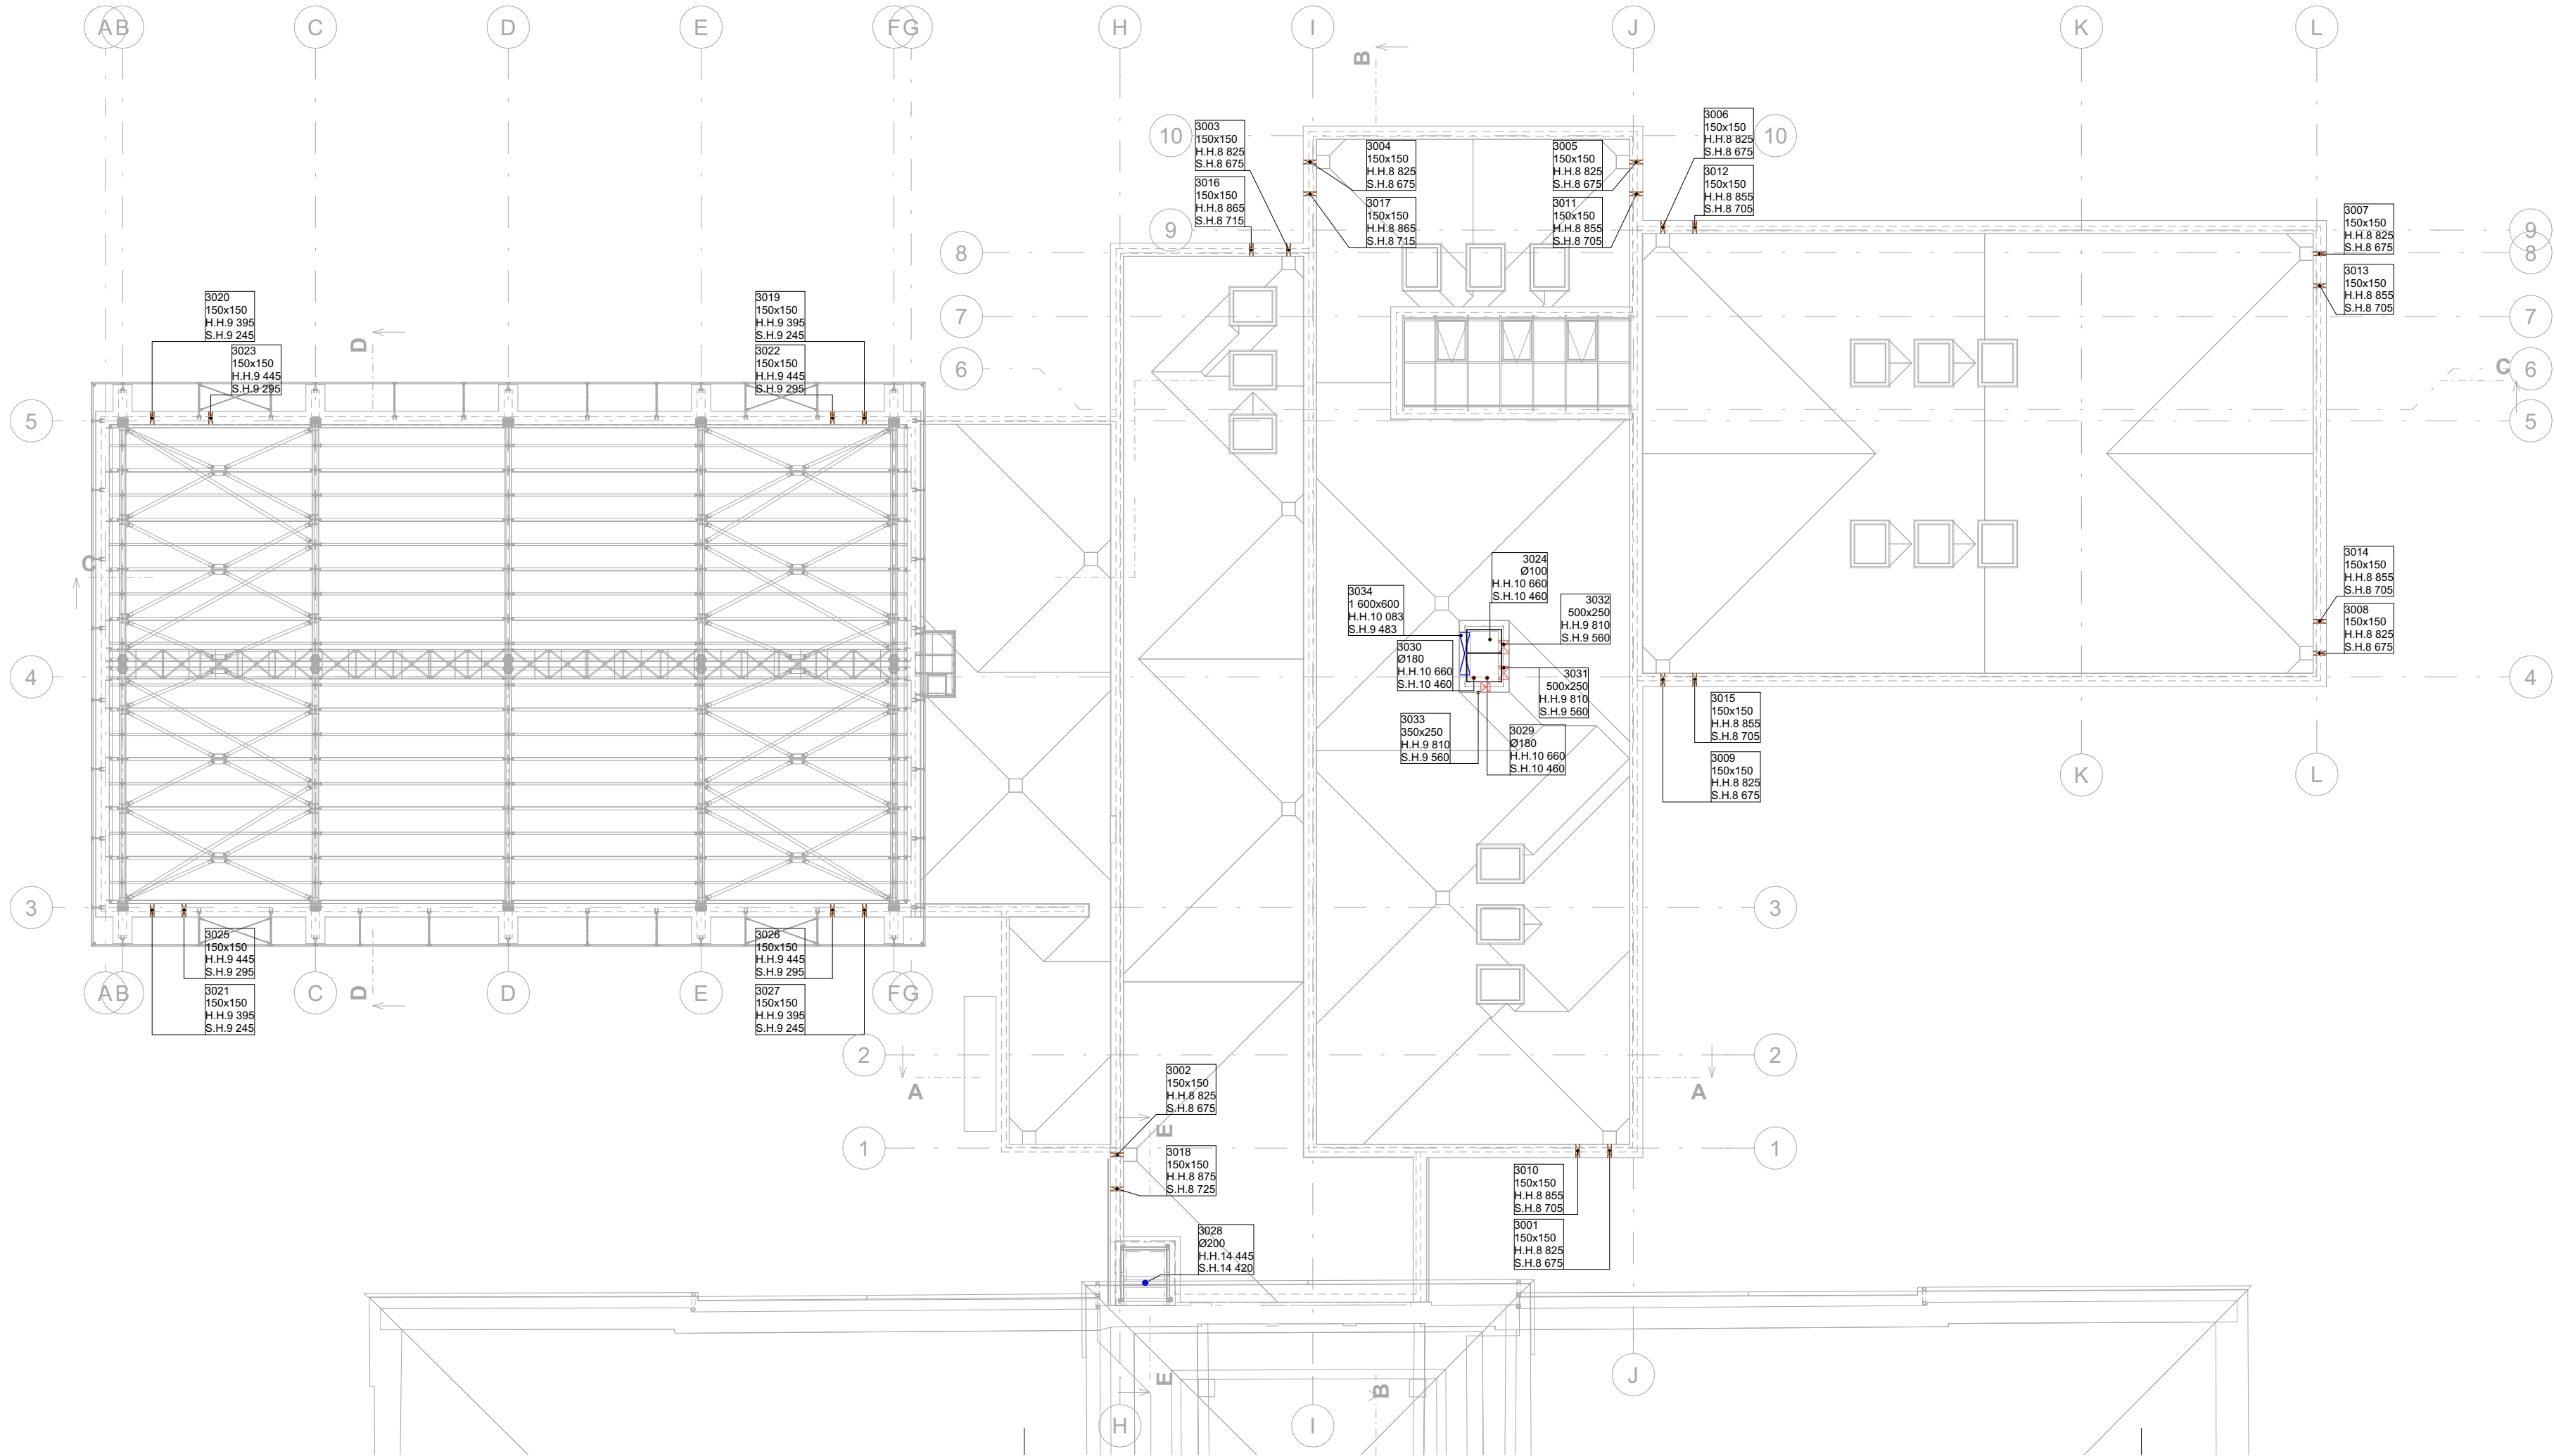 A
B
C
D
E
F
G
H
I
J
K
L
B
10
10
3003
150x150
H.H.8 825
S.H.8 675
3004
150x150
H.H.8 825
S.H.8 675
3005
150x150
H.H.8 825
S.H.8 675
3006
150x150
H.H.8 825
S.H.8 675
3016
150x150
H.H.8 865
S.H.8 715
3017
150x150
H.H.8 865
S.H.8 715
3011
150x150
H.H.8 855
S.H.8 705
3012
150x150
H.H.8 855
S.H.8 705
3007
150x150
H.H.8 825
S.H.8 675
9
9
8
8
3013
150x150
H.H.8 855
S.H.8 705
7
7
3020
150x150
H.H.9 395
S.H.9 245
3019
150x150
H.H.9 395
S.H.9 245
D
3023
150x150
H.H.9 445
S.H.9 295
3022
150x150
H.H.9 445
S.H.9 295
6
C
6
5
5
C
3024
Ø100
H.H.10 660
S.H.10 460
3034
1 600x600
H.H.10 083
S.H.9 483
3032
500x250
H.H.9 810
S.H.9 560
3014
150x150
H.H.8 855
S.H.8 705
3008
150x150
H.H.8 825
S.H.8 675
3030
Ø180
H.H.10 660
S.H.10 460
3031
500x250
H.H.9 810
S.H.9 560
4
4
3033
350x250
H.H.9 810
S.H.9 560
3029
Ø180
H.H.10 660
S.H.10 460
3015
150x150
H.H.8 855
S.H.8 705
3009
150x150
H.H.8 825
S.H.8 675
K
L
3
3
3025
150x150
H.H.9 445
S.H.9 295
3026
150x150
H.H.9 445
S.H.9 295
A
B
C
D
D
E
F
G
3021
150x150
H.H.9 395
S.H.9 245
3027
150x150
H.H.9 395
S.H.9 245
2
2
A
A
3002
150x150
H.H.8 825
S.H.8 675
E
1
1
3018
150x150
H.H.8 875
S.H.8 725
3010
150x150
H.H.8 855
S.H.8 705
3001
150x150
H.H.8 825
S.H.8 675
3028
Ø200
H.H.14 445
S.H.14 420
E
B
J
H
I